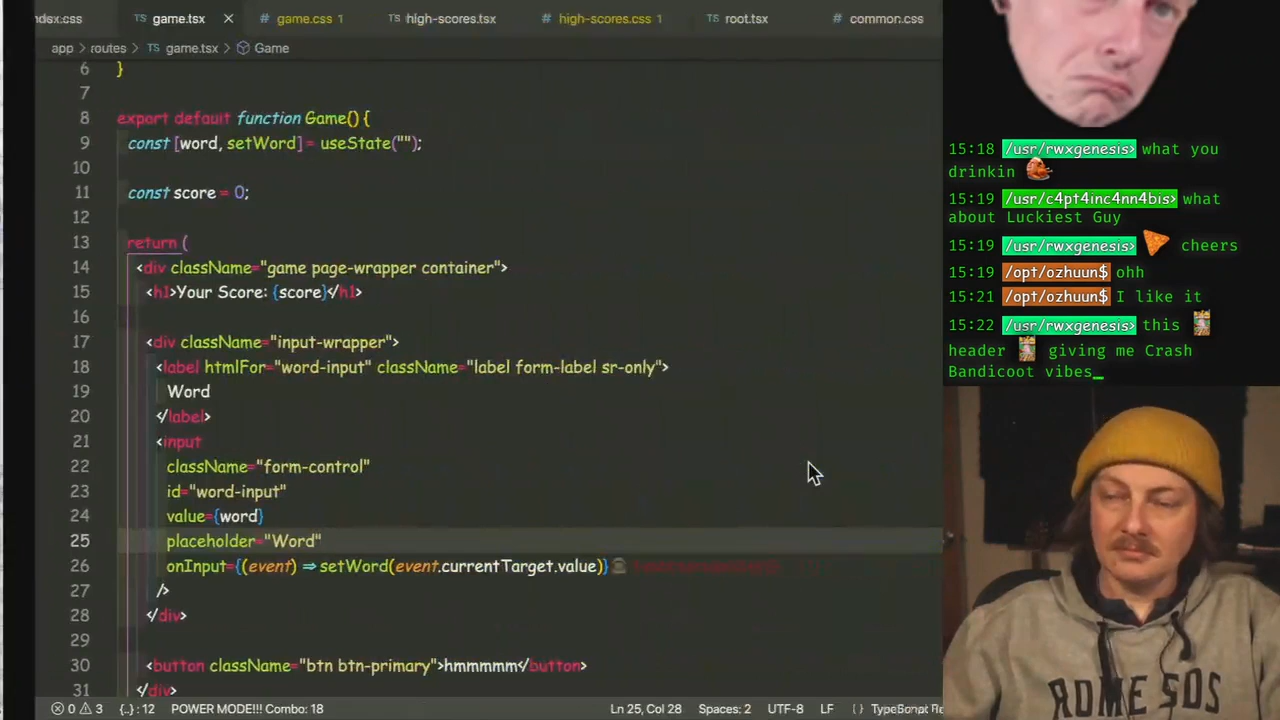 ndex.css
TS game.tsx
# game.css 1
TS high-scores.tsx
# high-scores.css 1
TS root.tsx
# common.css
app > routes > TS game.tsx > Game
6 }
7
8 export default function Game() {
9 const [word, setWord] = useState("");
10
11 const score = 0;
12
13 return (
14 <div className="game page-wrapper container">
15 <h1>Your Score: {score}</h1>
16
17 <div className="input-wrapper">
18 <label htmlFor="word-input" className="label form-label sr-only">
19 Word
20 </label>
21 <input
22 className="form-control"
23 id="word-input"
24 value={word}
25 placeholder="Word"
26 onInput={(event) => setWord(event.currentTarget.value)}
27 />
28 </div>
29
30 <button className="btn btn-primary">hmmmmm</button>
31 </div>
0 3 {..} : 12 POWER MODE!!! Combo: 18 Ln 25, Col 28 Spaces: 2 UTF-8 LF { } TypeScript Re
15:18 /usr/rwxgenesis> what you
drinkin
15:19 /usr/c4pt4inc4nn4bis> what
about Luckiest Guy
15:19 /usr/rwxgenesis> cheers
15:19 /opt/ozhuun$ ohh
15:21 /opt/ozhuun$ I like it
15:22 /usr/rwxgenesis> this
header giving me Crash
Bandicoot vibes_
ROME SDS